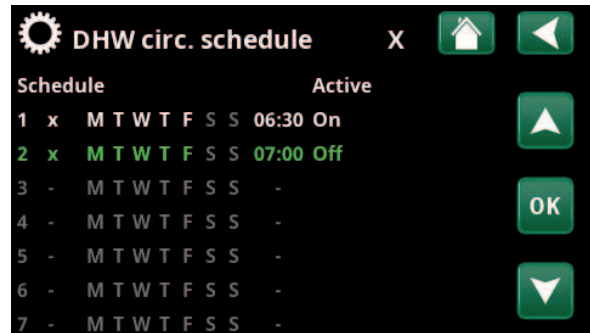 DHW circ. schedule X
Schedule Active
1 x M T W T F S S 06:30 On
2 x M T W T F S S 07:00 Off
3 - M T W T F S S -
4 - M T W T F S S -
OK
5 - M T W T F S S -
6 - M T W T F S S -
7 - M T W T F S S -